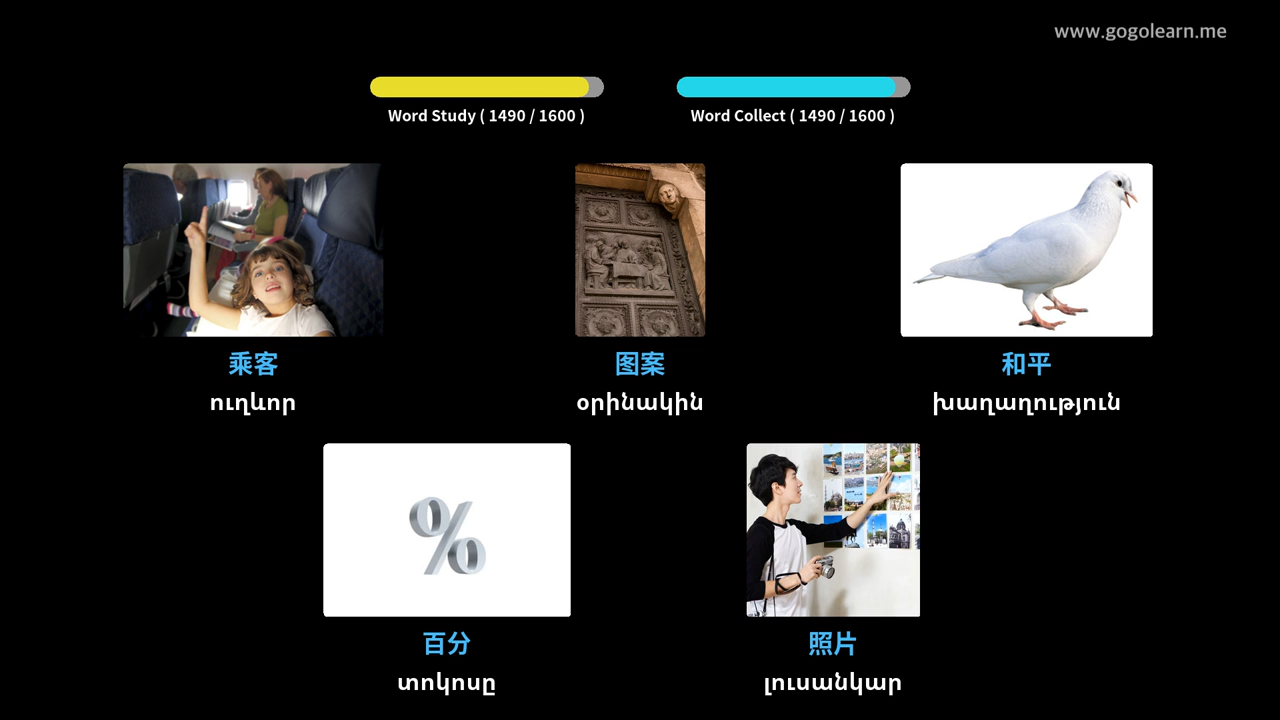 www.gogolearn.me
Word Study ( 1490 / 1600 )
Word Collect ( 1490 / 1600 )
乘客
ուղևոր
图案
օրինակին
和平
խաղաղություն
%
百分
տոկոսը
照片
լուսանկար